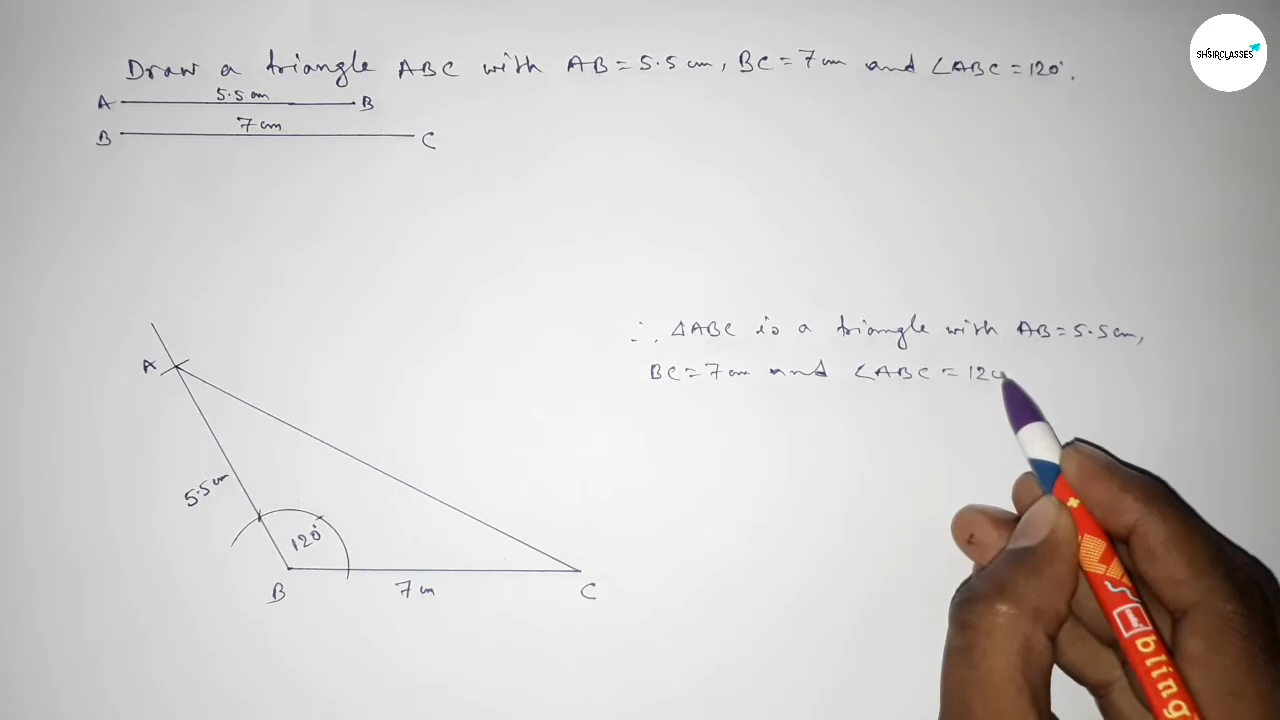 Draw a triangle ABC with AB = 5.5 cm, BC = 7 cm and ∠ABC = 120°.
A 5.5 cm B
B 7 cm C
SHSIRCLASSES
∴ △ABC is a triangle with AB = 5.5 cm,
BC = 7 cm and ∠ABC = 120
A
5.5 cm
120°
B 7 cm C
bling